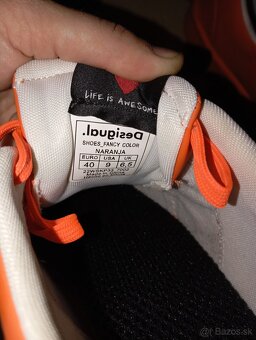 LIFE IS AWESOME
Desigual.
SHOES_FANCY COLOR
NARANJA
EURO USA UK
40 9 6,5
© Bazos.sk